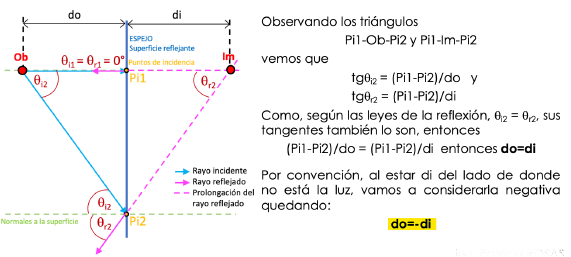 do
di
ESPEJO
Superficie reflejante
Ob
θi1 = θr1 = 0°
Puntos de incidencia
Im
Pi1
θi2
θr2
Rayo incidente
Rayo reflejado
Prolongación del
rayo reflejado
θi2
θr2
Normales a la superficie
Pi2
Observando los triángulos
Pi1-Ob-Pi2 y Pi1-Im-Pi2
vemos que
tgθi2 = (Pi1-Pi2)/do y
tgθr2 = (Pi1-Pi2)/di
Como, según las leyes de la reflexión, θi2 = θr2, sus
tangentes también lo son, entonces
(Pi1-Pi2)/do = (Pi1-Pi2)/di entonces do=di
Por convención, al estar di del lado de donde
no está la luz, vamos a considerarla negativa
quedando:
do=-di